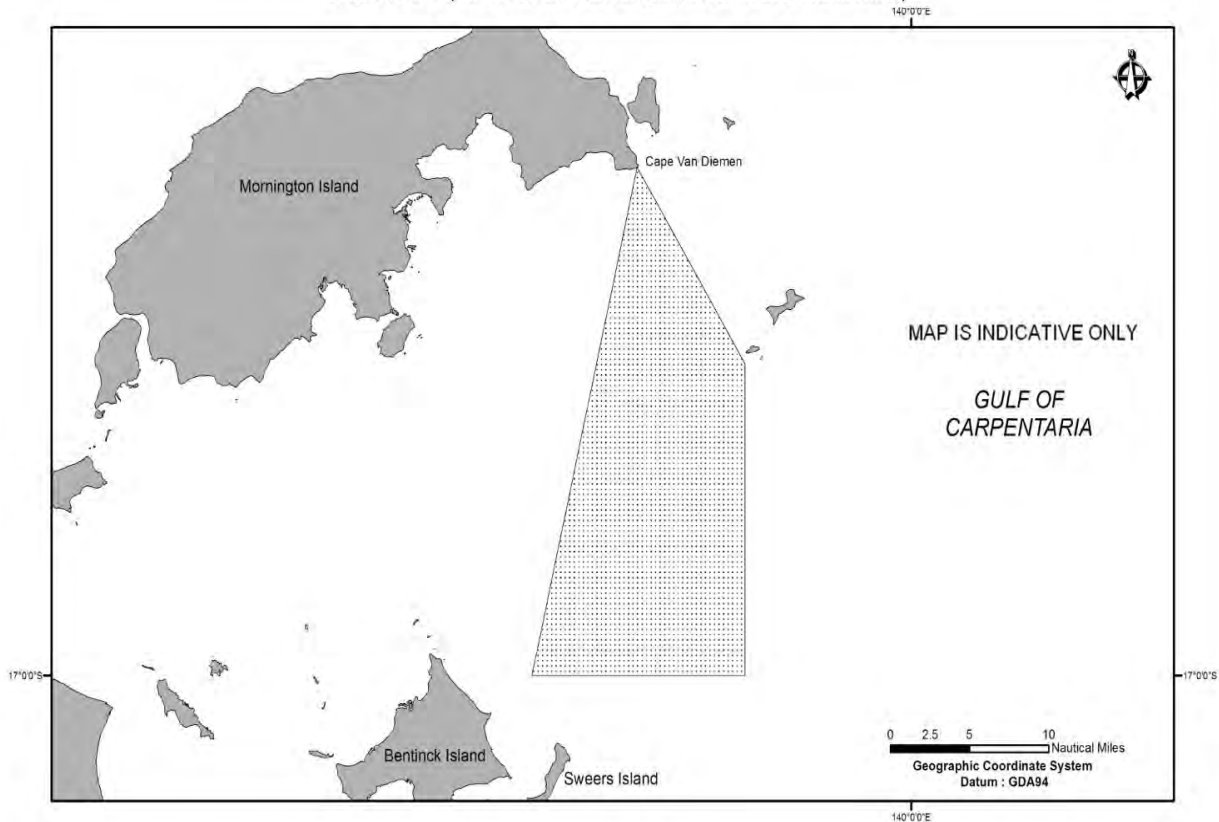 140°0'0"E
Cape Van Diemen
Mornington Island
MAP IS INDICATIVE ONLY
GULF OF
CARPENTARIA
17°0'0"S
17°0'0"S
Bentinck Island
Sweers Island
0 2.5 5 10
Nautical Miles
Geographic Coordinate System
Datum : GDA94
140°0'0"E